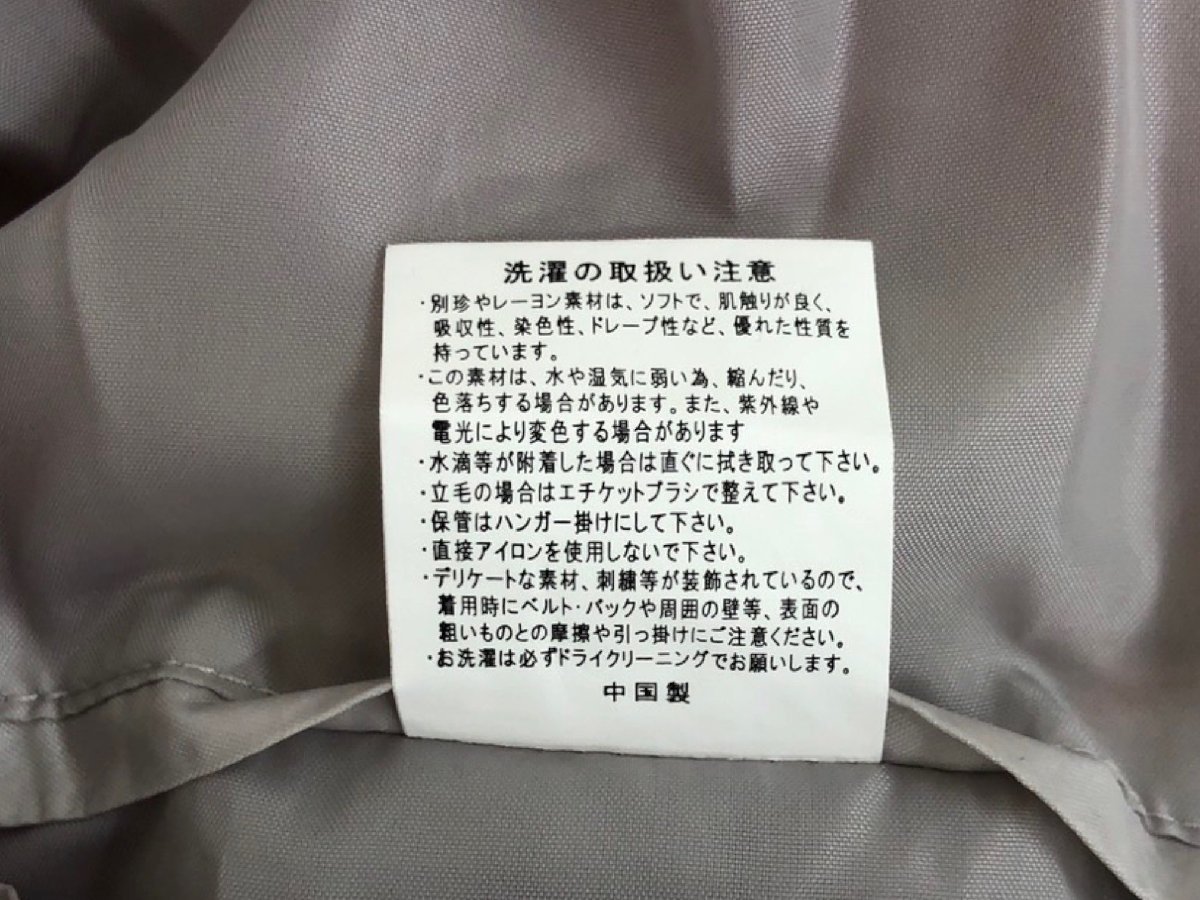 洗濯の取扱い注意
・別珍やレーヨン素材は、ソフトで、肌触りが良く、
吸収性、染色性、ドレープ性など、優れた性質を
持っています。
・この素材は、水や湿気に弱い為、縮んだり、
色落ちする場合があります。また、紫外線や
電光により変色する場合があります
・水滴等が附着した場合は直ぐに拭き取って下さい。
・立毛の場合はエチケットブラシで整えて下さい。
・保管はハンガー掛けにして下さい。
・直接アイロンを使用しないで下さい。
・デリケートな素材、刺繍等が装飾されているので、
着用時にベルト・バックや周囲の壁等、表面の
粗いものとの摩擦や引っ掛けにご注意ください。
・お洗濯は必ずドライクリーニングでお願いします。
中国製